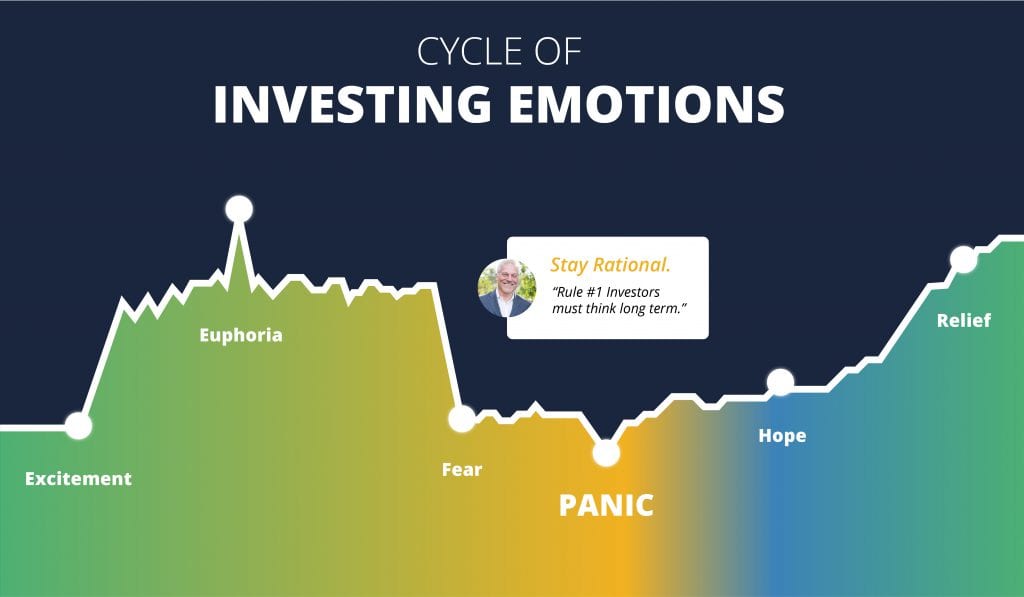 CYCLE OF
INVESTING EMOTIONS
Stay Rational.
“Rule #1 Investors
must think long term.”
Euphoria
Relief
Hope
Fear
Excitement
PANIC